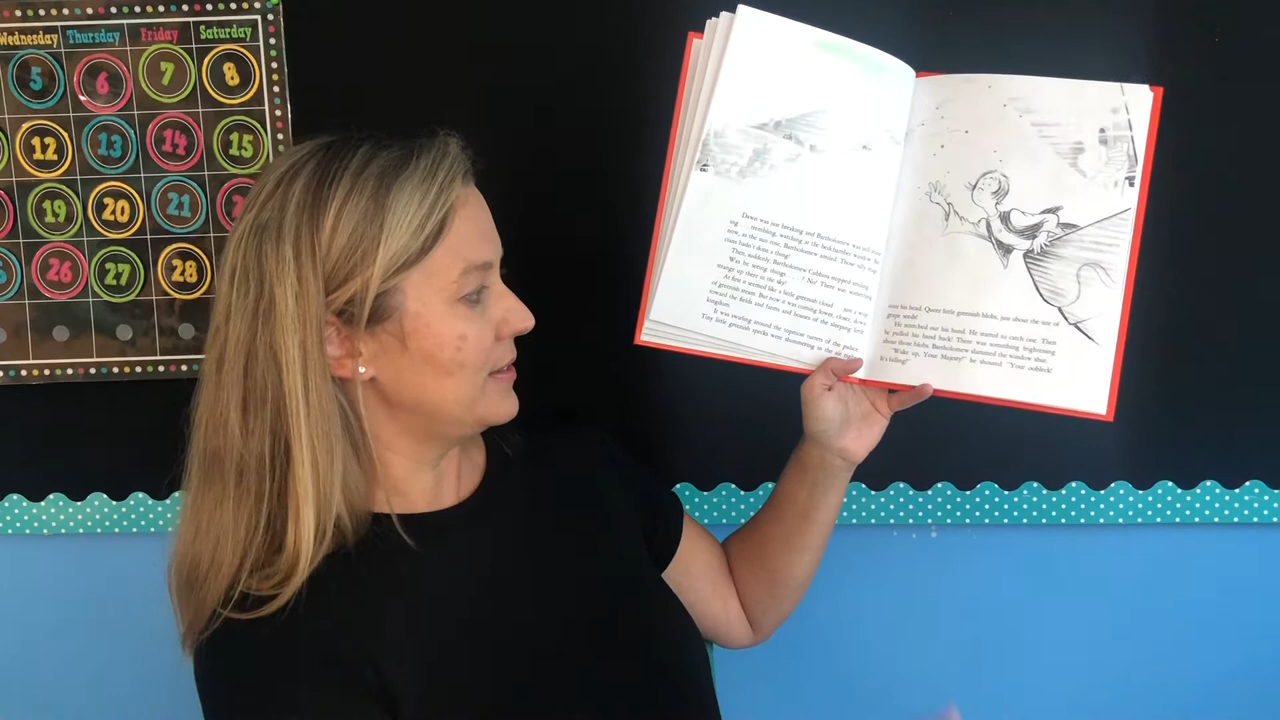 Wednesday Thursday Friday Saturday
5 6 7 8
12 13 14 15
19 20 21 2
26 27 28
Dawn was just breaking and Bartholomew was still
ing trembling, watching at the bedchamber window.
now, as the sun rose, Bartholomew smiled. Those silly
cians hadn't done a thing!
Then, suddenly, Bartholomew Cubbins stopped smiling.
Was he seeing things . . ? No! There was something
strange up there in the sky!
At first it seemed like a little greenish cloud just a wisp
of greenish steam. But now it was coming lower, closer, down
toward the fields and farms and houses of the sleeping little
kingdom.
It was swirling around the topmost turrets of the palace.
Tiny little greenish specks were shimmering in the air right
over his head. Queer little greenish blobs, just about the size of
grape seeds!
He stretched out his hand. He started to catch one. Then
he pulled his hand back! There was something frightening
about those blobs. Bartholomew slammed the window shut.
"Wake up, Your Majesty!" he shouted. "Your oobleck!
It's falling!"